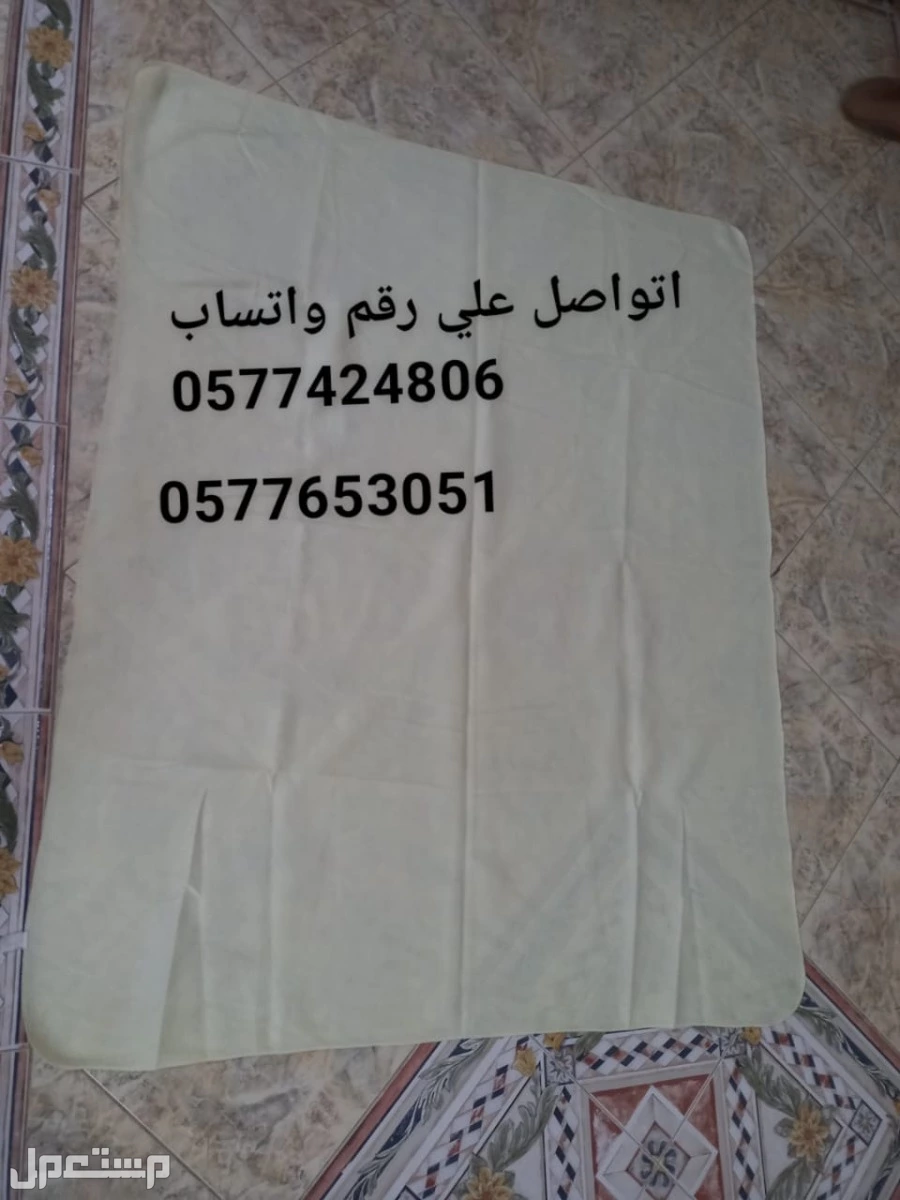 اتواصل علي رقم واتساب
0577424806
0577653051
مستعمل